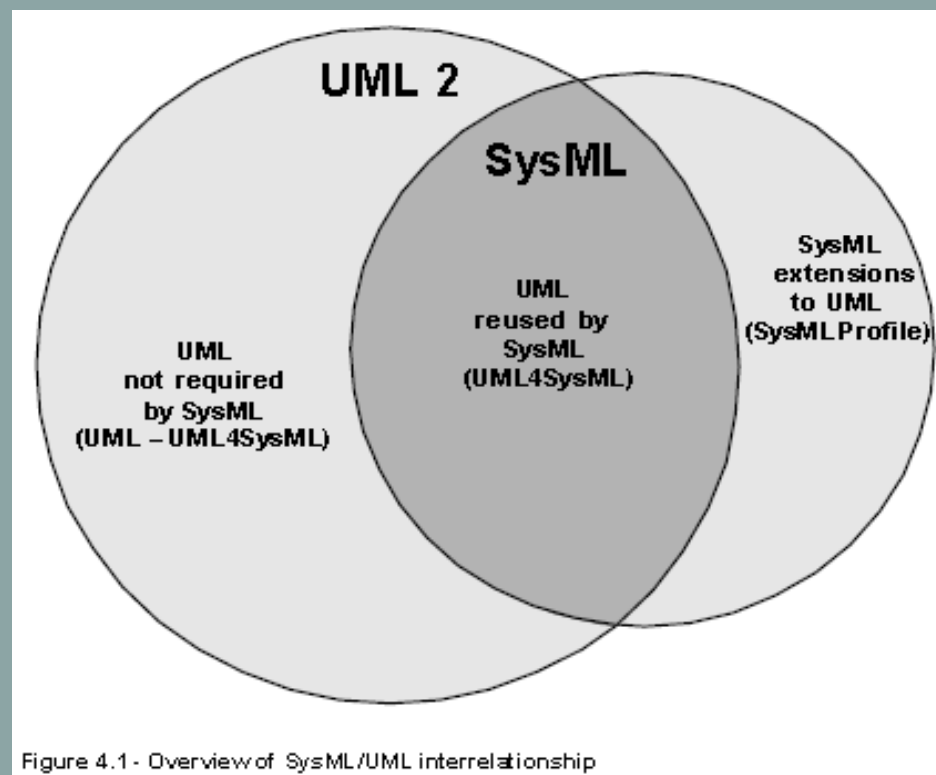 UML 2
SysML
SysML
extensions
to UML
(SysMLProfile)
UML
reused by
SysML
(UML4SysML)
UML
not required
by SysML
(UML – UML4SysML)
Figure 4.1 - Overview of SysML/UML interrelationship